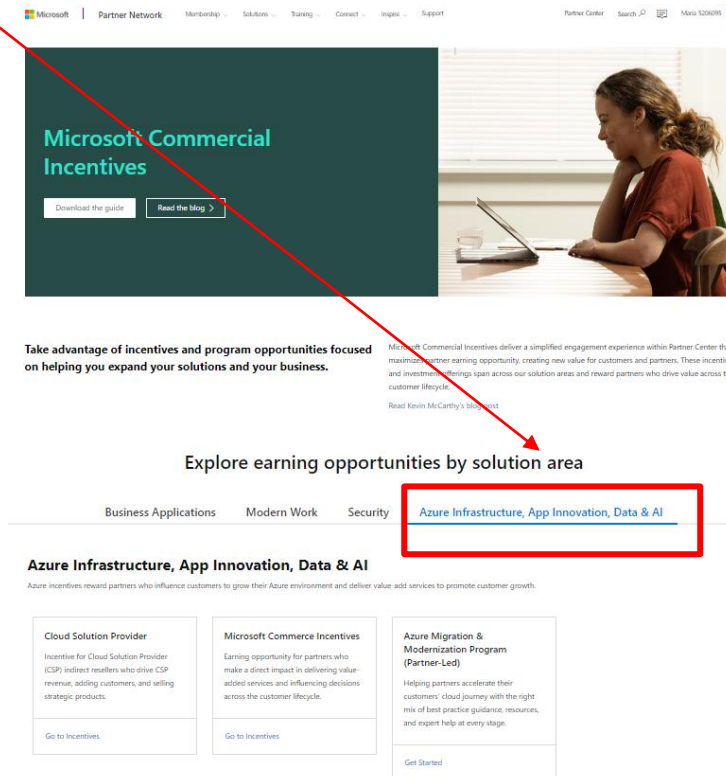 Microsoft | Partner Network Membership Solutions Training Connect Inspire Support Partner Center Search Maria 5206095
Microsoft Commercial
Incentives
Download the guide Read the blog >
Take advantage of incentives and program opportunities focused
on helping you expand your solutions and your business.
Microsoft Commercial Incentives deliver a simplified engagement experience within Partner Center th
maximizes partner earning opportunity, creating new value for customers and partners. These incenti
and investment offerings span across our solution areas and reward partners who drive value across t
customer lifecycle.
Read Kevin McCarthy's blog post
Explore earning opportunities by solution area
Business Applications Modern Work Security Azure Infrastructure, App Innovation, Data & AI
Azure Infrastructure, App Innovation, Data & AI
Azure incentives reward partners who influence customers to grow their Azure environment and deliver value-add services to promote customer growth.
Cloud Solution Provider
Incentive for Cloud Solution Provider
(CSP) indirect resellers who drive CSP
revenue, adding customers, and selling
strategic products.
Go to Incentives
Microsoft Commerce Incentives
Earning opportunity for partners who
make a direct impact in delivering value-
added services and influencing decisions
across the customer lifecycle.
Go to Incentives
Azure Migration &
Modernization Program
(Partner-Led)
Helping partners accelerate their
customers' cloud journey with the right
mix of best practice guidance, resources,
and expert help at every stage.
Get Started